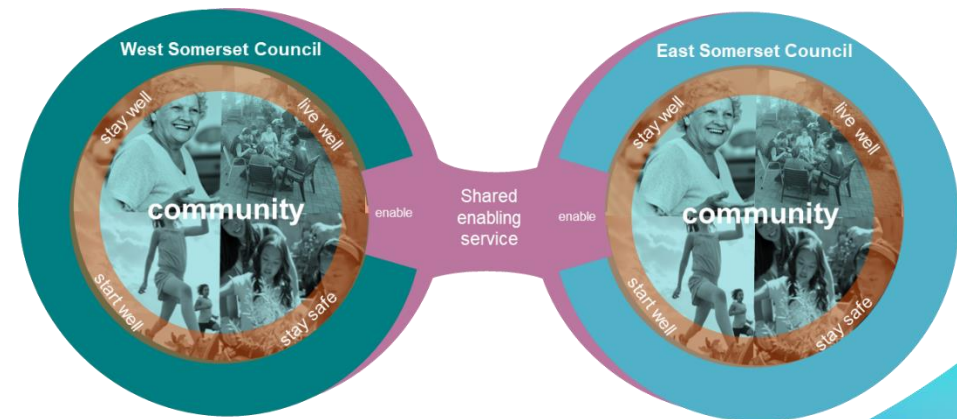 West Somerset Council
stay well
live well
community
start well
stay safe
enable
Shared
enabling
service
enable
East Somerset Council
stay well
live well
community
start well
stay safe